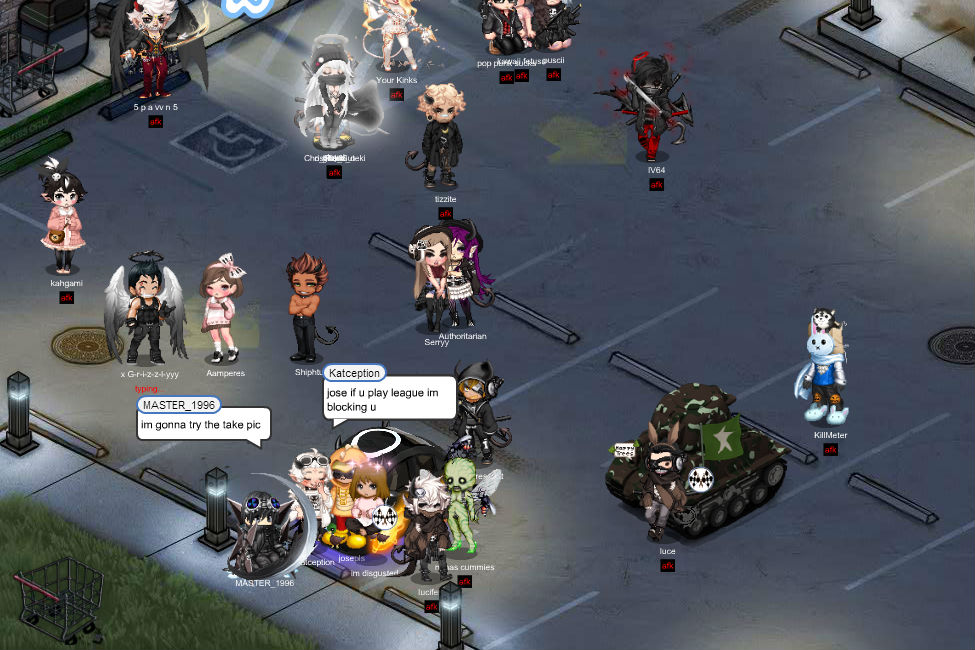 Your Kinks
afk
afk
afk
afk
5 p a vv n 5
afk
afk
IV64
afk
tizzite
afk
kahgami
afk
Authoritarian
Serryy
x G-r-i-z-z-l-yyy
Aamperes
typing...
Katception
jose if u play league im
blocking u
MASTER_1996
im gonna try the take pic
KillMeter
afk
luce
afk
im disgusted
MASTER_1996
afk
afk